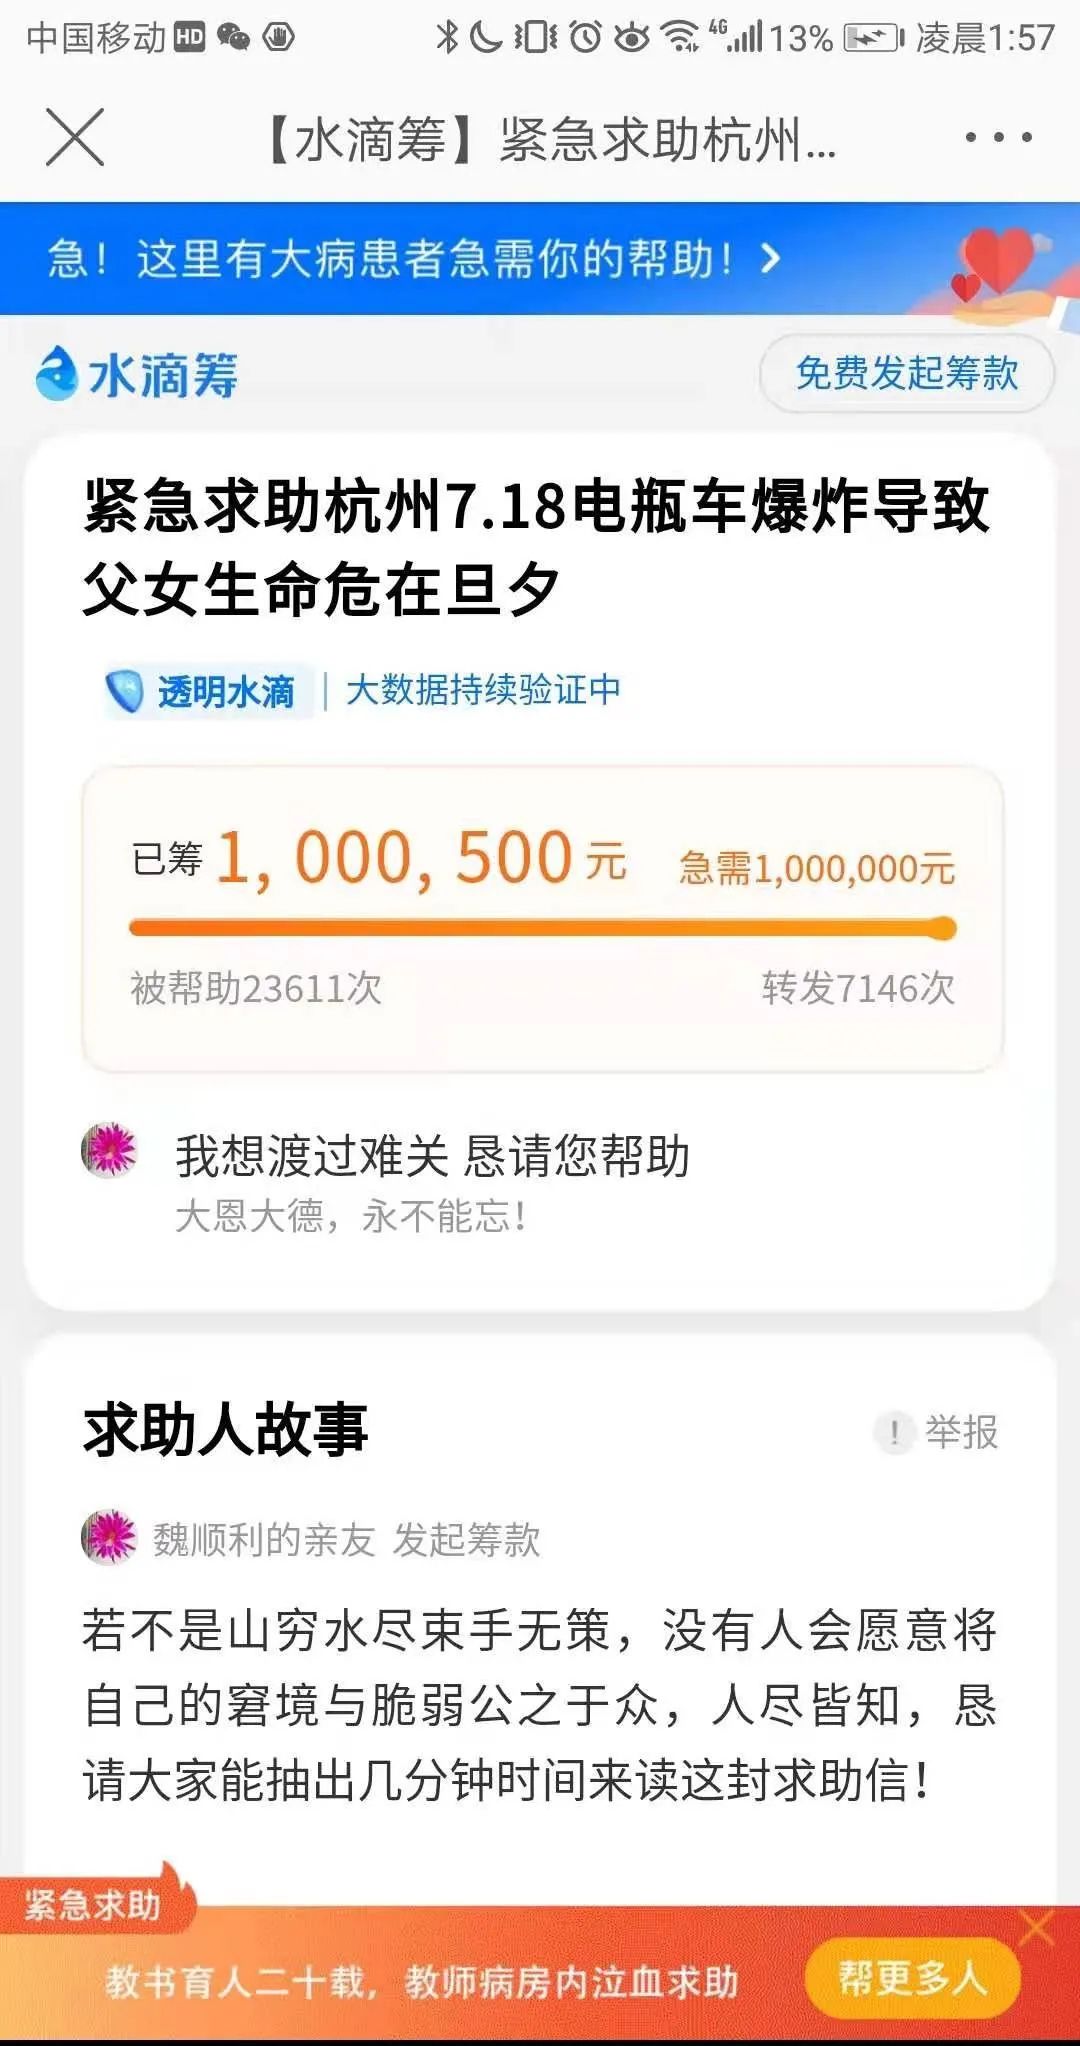 中国移动 HD 4G 13% 凌晨1:57
【水滴筹】紧急求助杭州...
急！这里有大病患者急需你的帮助！
水滴筹
免费发起筹款
紧急求助杭州7.18电瓶车爆炸导致
父女生命危在旦夕
透明水滴 | 大数据持续验证中
已筹 1,000,500元 急需1,000,000元
被帮助23611次 转发7146次
我想渡过难关 恳请您帮助
大恩大德，永不能忘！
求助人故事
举报
魏顺利的亲友 发起筹款
若不是山穷水尽束手无策，没有人会愿意将
自己的窘境与脆弱公之于众，人尽皆知，恳
请大家能抽出几分钟时间来读这封求助信！
紧急求助
教书育人二十载，教师病房内泣血求助
帮更多人